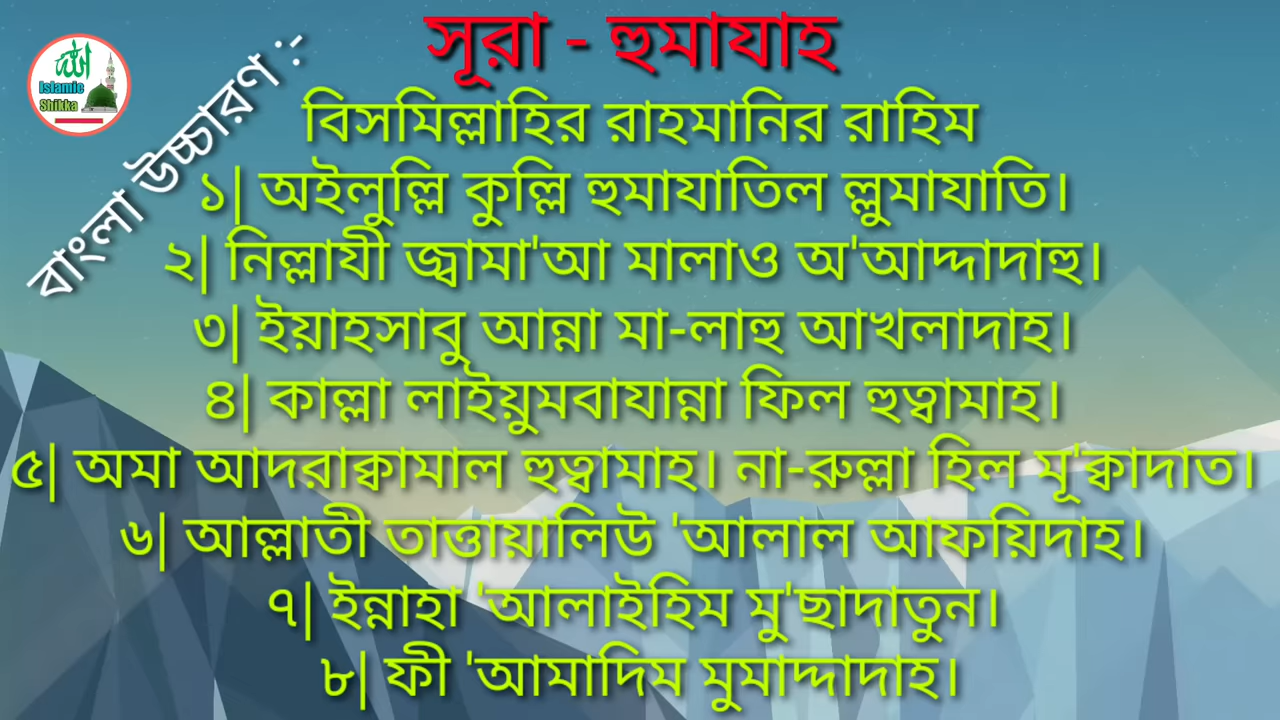 সূরা - হুমাযাহ
الله
Islamic
Shikka
বাংলা উচ্চারণ :-
বিসমিল্লাহির রাহমানির রাহিম
১| অইলুল্লি কুল্লি হুমাযাতিল ল্লুমাযাতি।
২| নিল্লাযী জ্বামা'আ মালাও অ'আদ্দাদাহু।
৩| ইয়াহসাবু আন্না মা-লাহু আখলাদাহ।
৪| কাল্লা লাইয়ুমবাযান্না ফিল হুত্বামাহ।
৫| অমা আদরাক্বামাল হুত্বামাহ। না-রুল্লা হিল মূ'ক্বাদাত।
৬| আল্লাতী তাত্তায়ালিউ 'আলাল আফয়িদাহ।
৭| ইন্নাহা 'আলাইহিম মু'ছাদাতুন।
৮| ফী 'আমাদিম মুমাদ্দাদাহ।